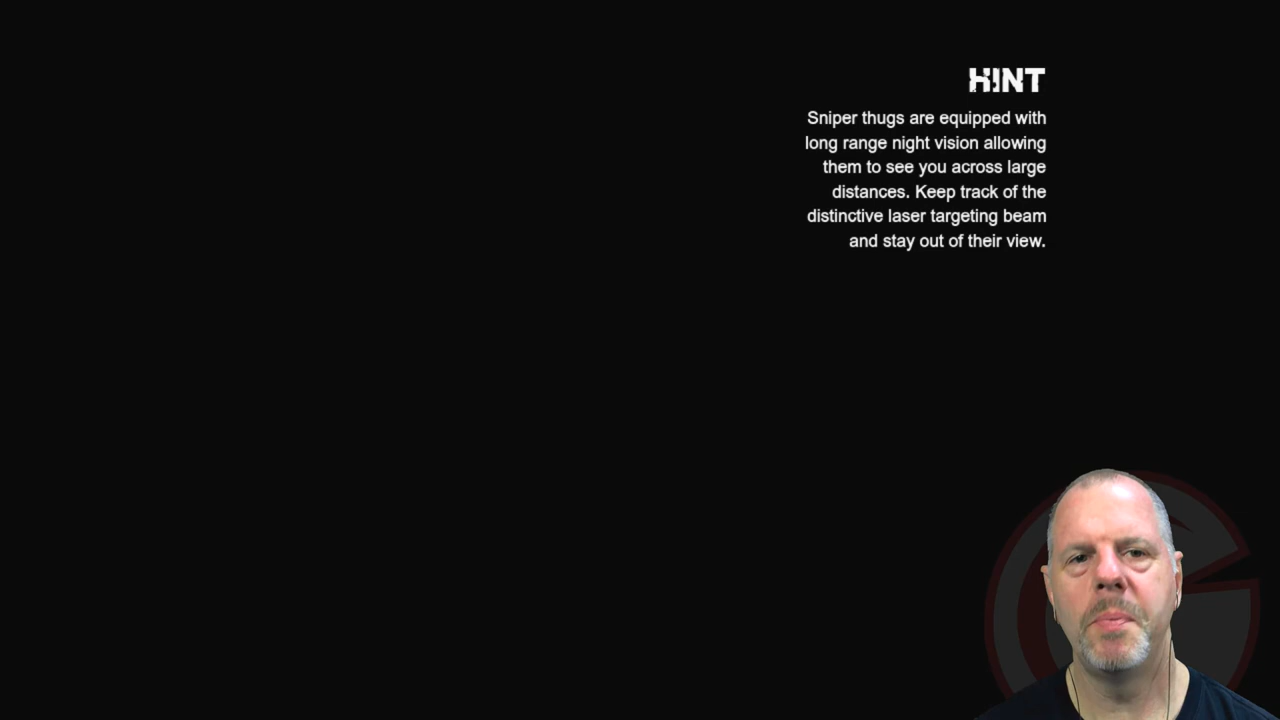 HINT
Sniper thugs are equipped with
long range night vision allowing
them to see you across large
distances. Keep track of the
distinctive laser targeting beam
and stay out of their view.